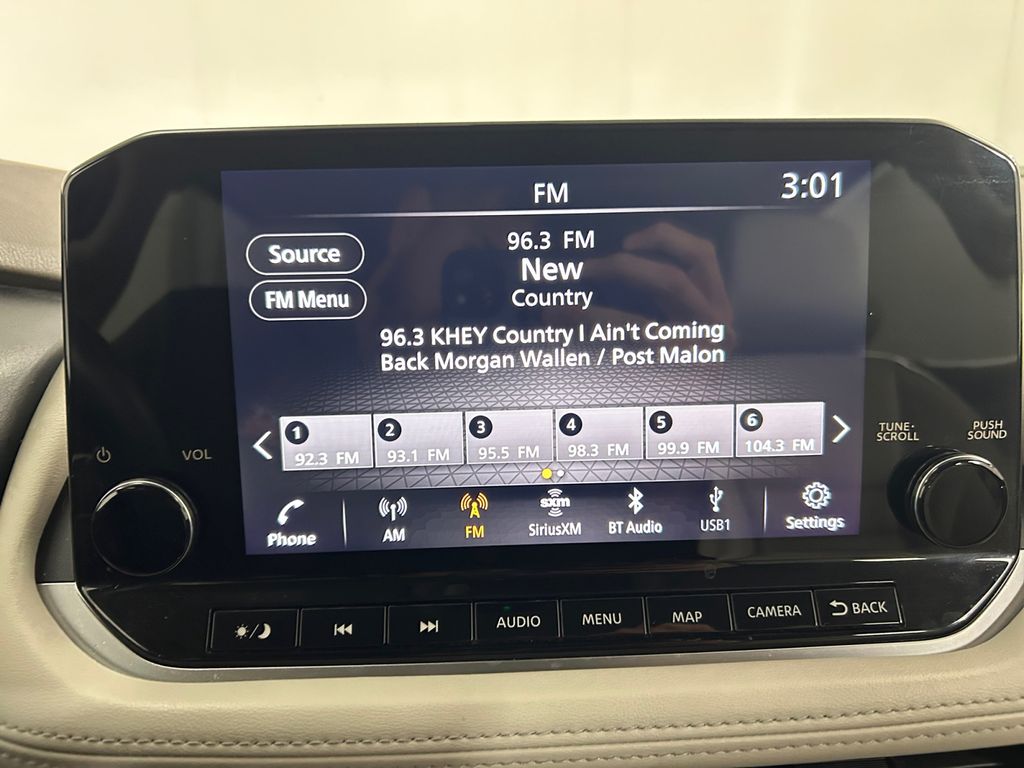 FM
3:01
Source
FM Menu
96.3 FM
New
Country
96.3 KHEY Country I Ain't Coming
Back Morgan Wallen / Post Malon
1 2 3 4 5 6
92.3 FM 93.1 FM 95.5 FM 98.3 FM 99.9 FM 104.3 FM
VOL
TUNE·
SCROLL
PUSH
SOUND
Phone
AM
FM
sxm
SiriusXM
BT Audio
USB1
Settings
AUDIO
MENU
MAP
CAMERA
BACK